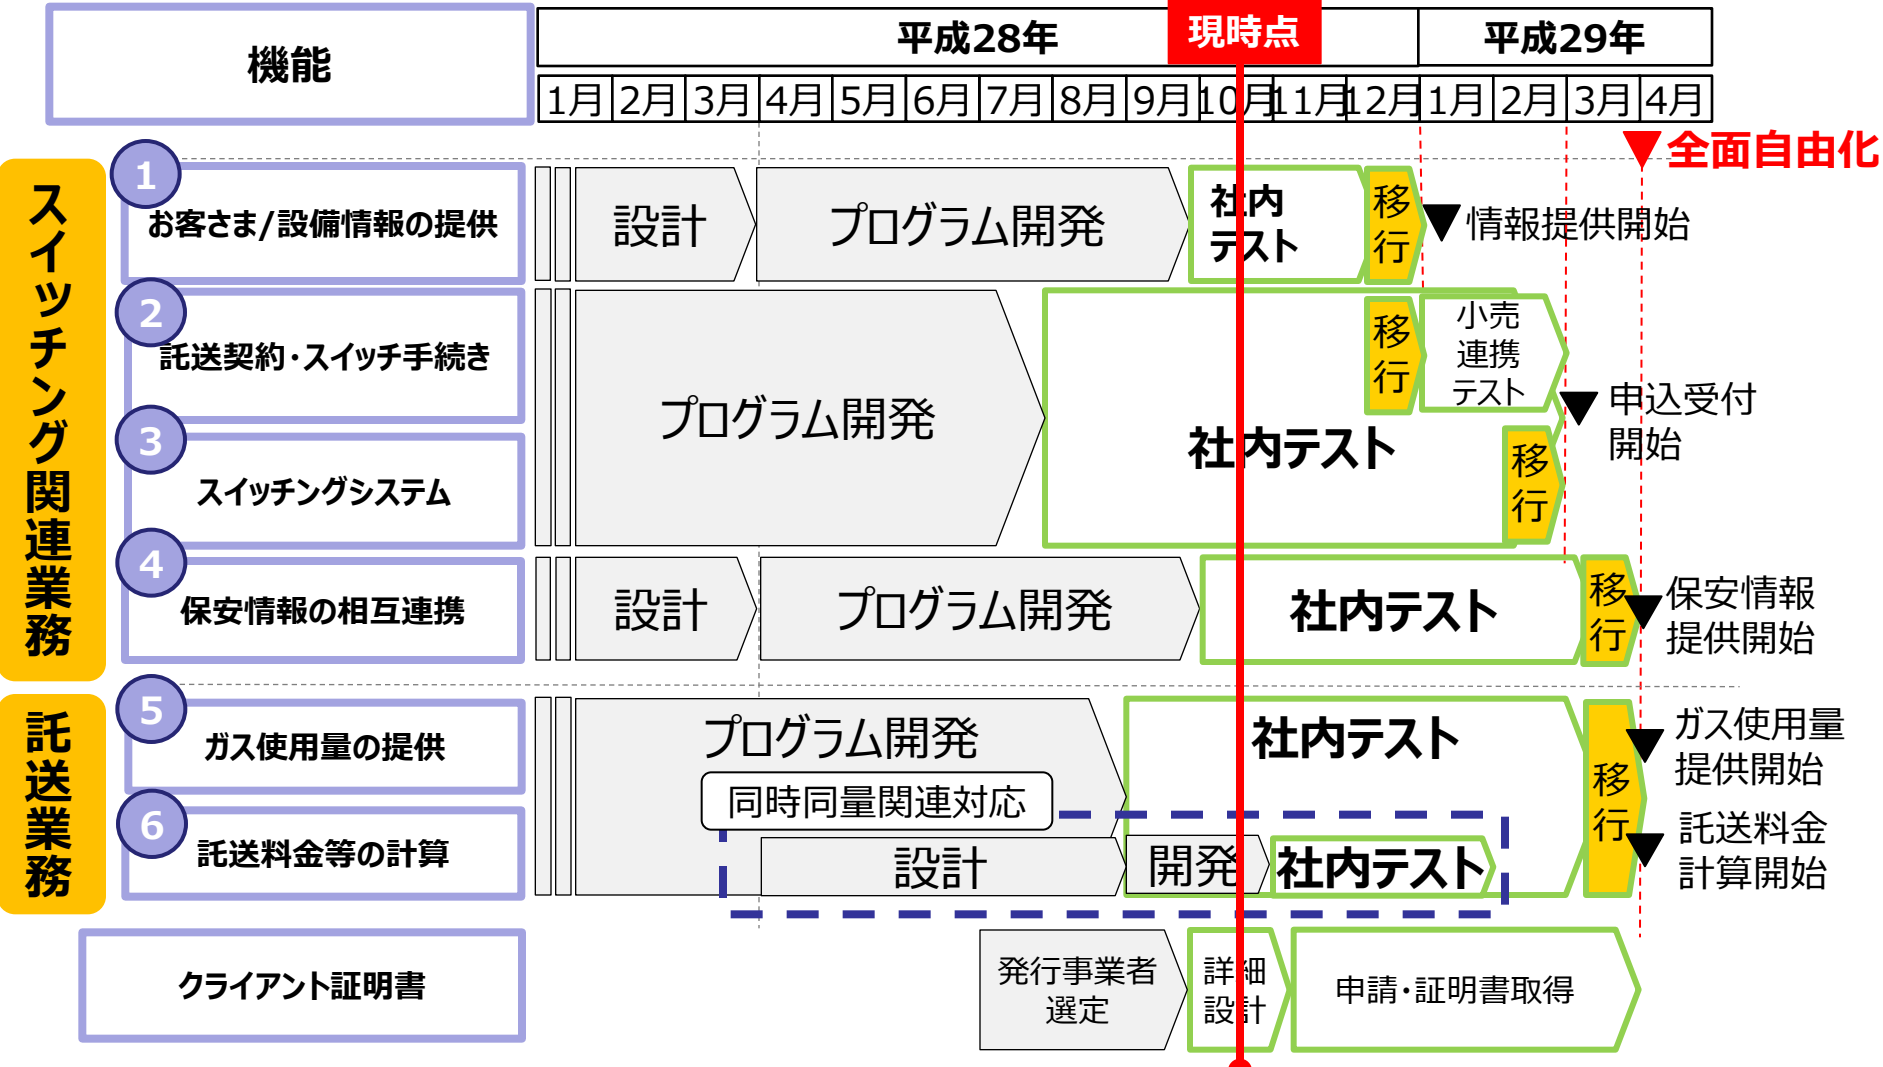 機能
平成28年
現時点
平成29年
1月 2月 3月 4月 5月 6月 7月 8月 9月 10月 11月 12月 1月 2月 3月 4月
全面自由化
スイッチング関連業務
1
お客さま/設備情報の提供
設計
プログラム開発
社内
テスト
移行
情報提供開始
2
託送契約・スイッチ手続き
3
スイッチングシステム
プログラム開発
社内テスト
移行
小売
連携
テスト
移行
申込受付
開始
4
保安情報の相互連携
設計
プログラム開発
社内テスト
移行
保安情報
提供開始
託送業務
5
ガス使用量の提供
6
託送料金等の計算
プログラム開発
社内テスト
同時同量関連対応
設計
開発
社内テスト
移行
ガス使用量
提供開始
託送料金
計算開始
クライアント証明書
発行事業者
選定
詳細
設計
申請・証明書取得